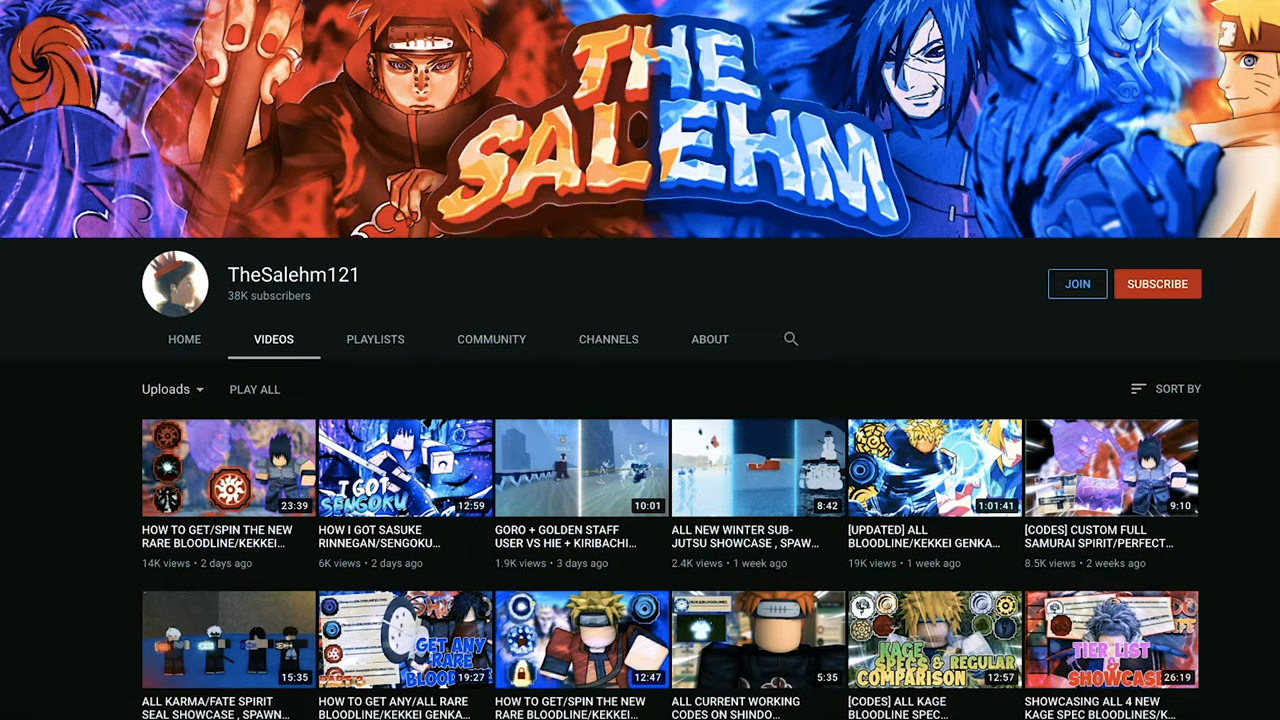 THE
SALEHM
TheSalehm121
38K subscribers
JOIN
SUBSCRIBE
HOME
VIDEOS
PLAYLISTS
COMMUNITY
CHANNELS
ABOUT
Uploads
PLAY ALL
SORT BY
23:39
I GOT
SENGOKU
12:59
10:01
8:42
1:01:41
9:10
HOW TO GET/SPIN THE NEW
RARE BLOODLINE/KEKKEI...
14K views • 2 days ago
HOW I GOT SASUKE
RINNEGAN/SENGOKU...
6K views • 2 days ago
GORO + GOLDEN STAFF
USER VS HIE + KIRIBACHI...
1.9K views • 3 days ago
ALL NEW WINTER SUB-
JUTSU SHOWCASE , SPAW...
2.4K views • 1 week ago
[UPDATED] ALL
BLOODLINE/KEKKEI GENKA...
19K views • 1 week ago
[CODES] CUSTOM FULL
SAMURAI SPIRIT/PERFECT...
8.5K views • 2 weeks ago
15:35
GET ANY
RARE
19:27
12:47
5:35
KAGE
SPECS & REGULAR
COMPARISON
12:57
TIER LIST
&
SHOWCASE
26:19
ALL KARMA/FATE SPIRIT
SEAL SHOWCASE , SPAWN...
HOW TO GET ANY/ALL RARE
BLOODLINE/KEKKEI GENKA...
HOW TO GET/SPIN THE NEW
RARE BLOODLINE/KEKKEI...
ALL CURRENT WORKING
CODES ON SHINDO...
[CODES] ALL KAGE
BLOODLINE SPEC...
SHOWCASING ALL 4 NEW
KAGE SPEC BLOODLINES/K...